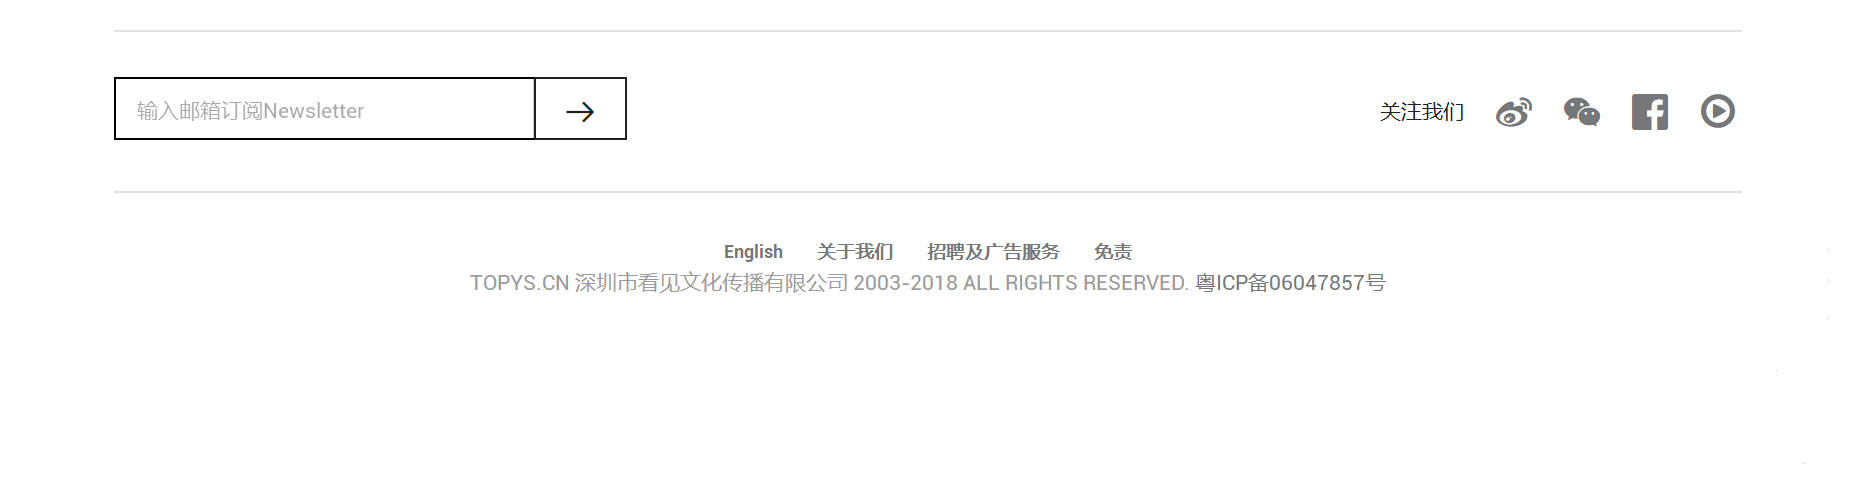 输入邮箱订阅Newsletter
关注我们
English 关于我们 招聘及广告服务 免责
TOPYS.CN 深圳市看见文化传播有限公司 2003-2018 ALL RIGHTS RESERVED. 粤ICP备06047857号